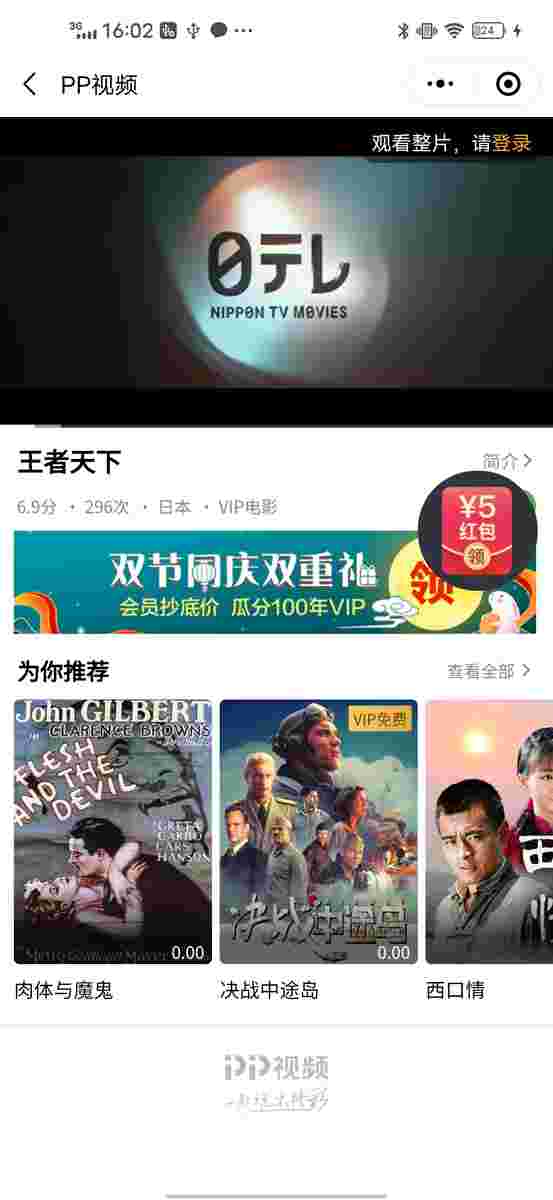 3G 16:02 24
PP视频
观看整片，请登录
日テレ
NIPPON TV MOVIES
王者天下
简介
6.9分 · 296次 · 日本 · VIP电影
¥5
红包
领
双节同庆双重礼
会员抄底价 瓜分100年VIP
领
为你推荐
查看全部
John GILBERT
CLARENCE BROWNS
FLESH
AND THE
DEVIL
GRETA
GARBO
LARS
HANSON
0.00
VIP免费
决战中途岛
0.00
西
肉体与魔鬼
决战中途岛
西口情
PP视频